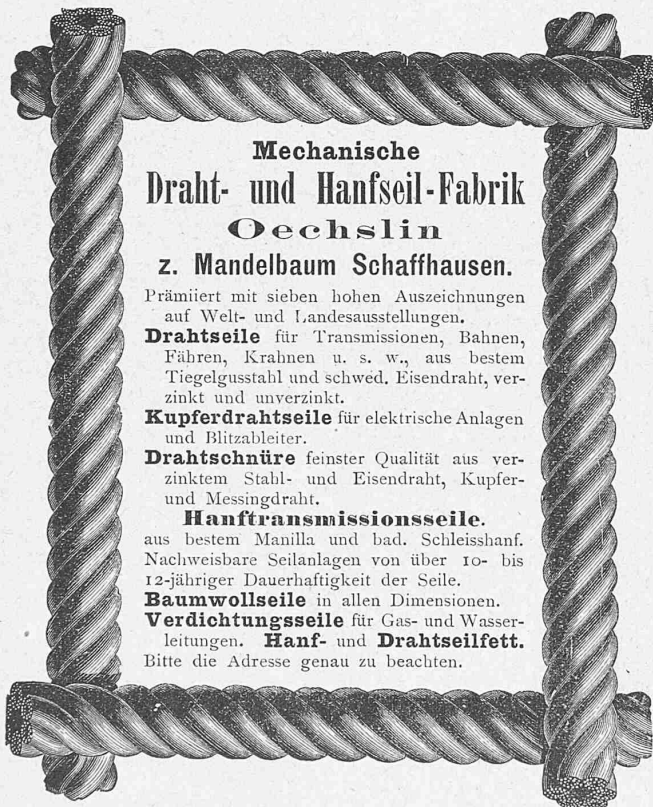 Mechanische
Draht- und Hanfseil-Fabrik
Oechslin
z. Mandelbaum Schaffhausen.
Prämiiert mit sieben hohen Auszeichnungen
auf Welt- und Landesausstellungen.
Drahtseile für Transmissionen, Bahnen,
Fähren, Krahnen u. s. w., aus bestem
Tiegelgusstahl und schwed. Eisendraht, ver-
zinkt und unverzinkt.
Kupferdrahtseile für elektrische Anlagen
und Blitzableiter.
Drahtschnüre feinster Qualität aus ver-
zinktem Stahl- und Eisendraht, Kupfer-
und Messingdraht.
Hanftransmissionsseile.
aus bestem Manilla und bad. Schleisshanf.
Nachweisbare Seilanlagen von über 10- bis
12-jähriger Dauerhaftigkeit der Seile.
Baumwollseile in allen Dimensionen.
Verdichtungsseile für Gas- und Wasser-
leitungen. Hanf- und Drahtseilfett.
Bitte die Adresse genau zu beachten.